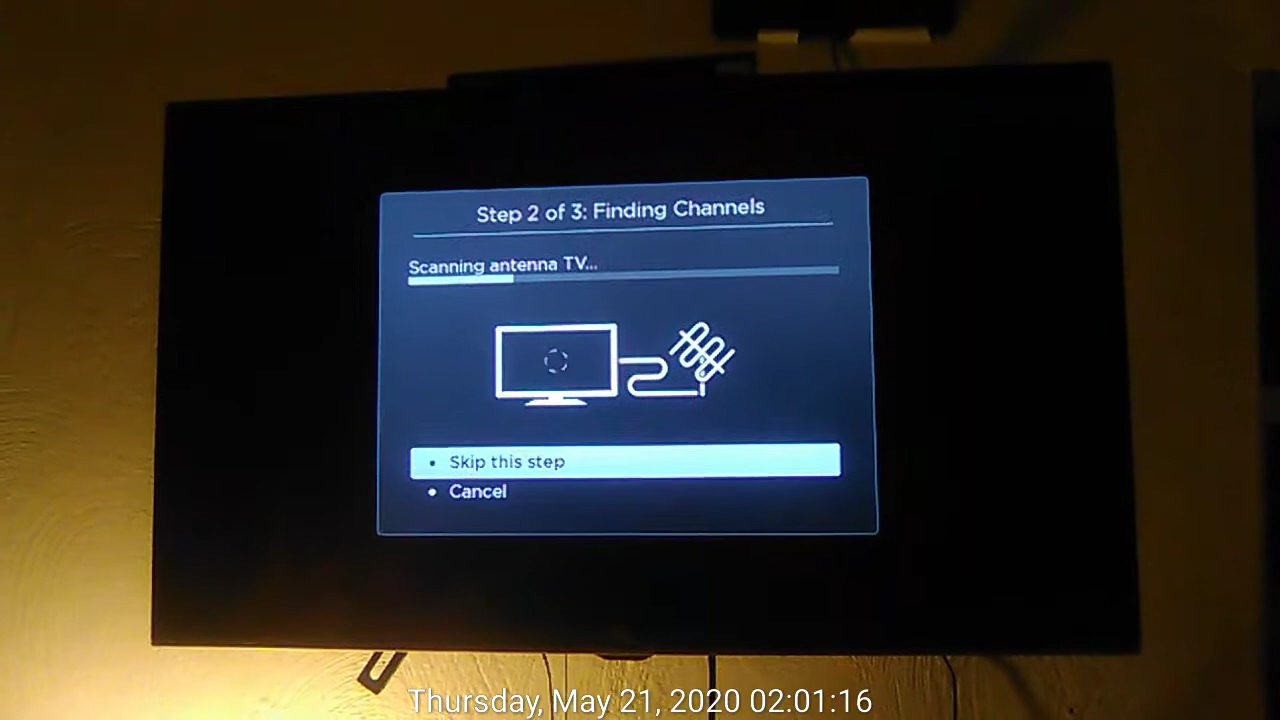 Step 2 of 3: Finding Channels
Scanning antenna TV...
• Skip this step
• Cancel
Thursday, May 21, 2020 02:01:16